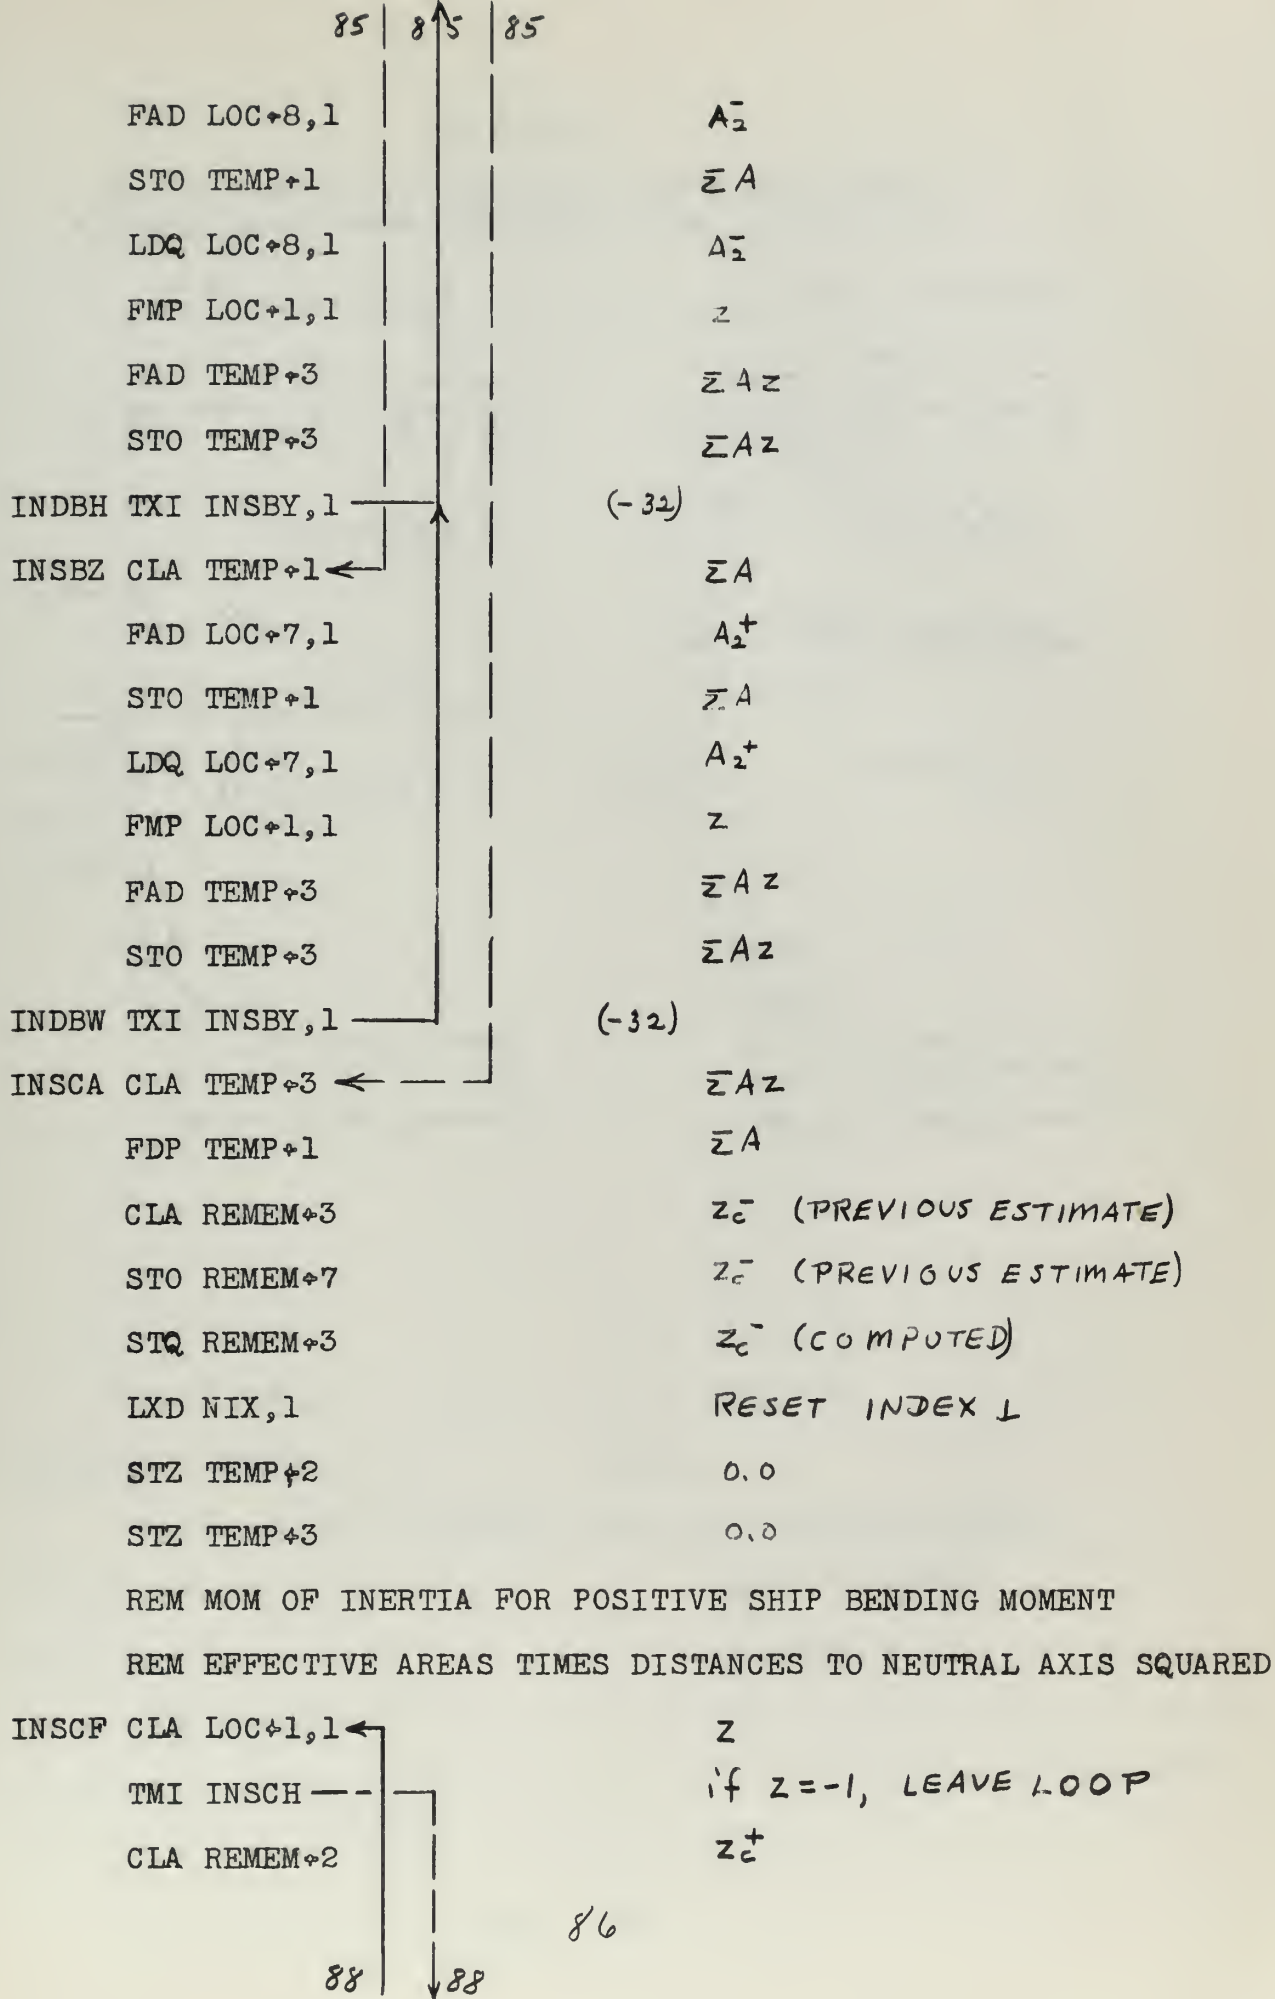 85 85 85
FAD LOC+8,1 A₂⁻
STO TEMP+1 ΣA
LDQ LOC+8,1 A₂⁻
FMP LOC+1,1 z
FAD TEMP+3 ΣAz
STO TEMP+3 ΣAz
INDBH TXI INSBY,1 (-32)
INSBZ CLA TEMP+1 ΣA
FAD LOC+7,1 A₂⁺
STO TEMP+1 ΣA
LDQ LOC+7,1 A₂⁺
FMP LOC+1,1 z
FAD TEMP+3 ΣAz
STO TEMP+3 ΣAz
INDBW TXI INSBY,1 (-32)
INSCA CLA TEMP+3 ΣAz
FDP TEMP+1 ΣA
CLA REMEM+3 z_c⁻ (PREVIOUS ESTIMATE)
STO REMEM+7 z_c⁻ (PREVIOUS ESTIMATE)
STQ REMEM+3 z_c⁻ (COMPUTED)
LXD NIX,1 RESET INDEX 1
STZ TEMP+2 0.0
STZ TEMP+3 0.0
REM MOM OF INERTIA FOR POSITIVE SHIP BENDING MOMENT
REM EFFECTIVE AREAS TIMES DISTANCES TO NEUTRAL AXIS SQUARED
INSCF CLA LOC+1,1 z
TMI INSCH if z=-1, LEAVE LOOP
CLA REMEM+2 z_c⁺
86
88 88